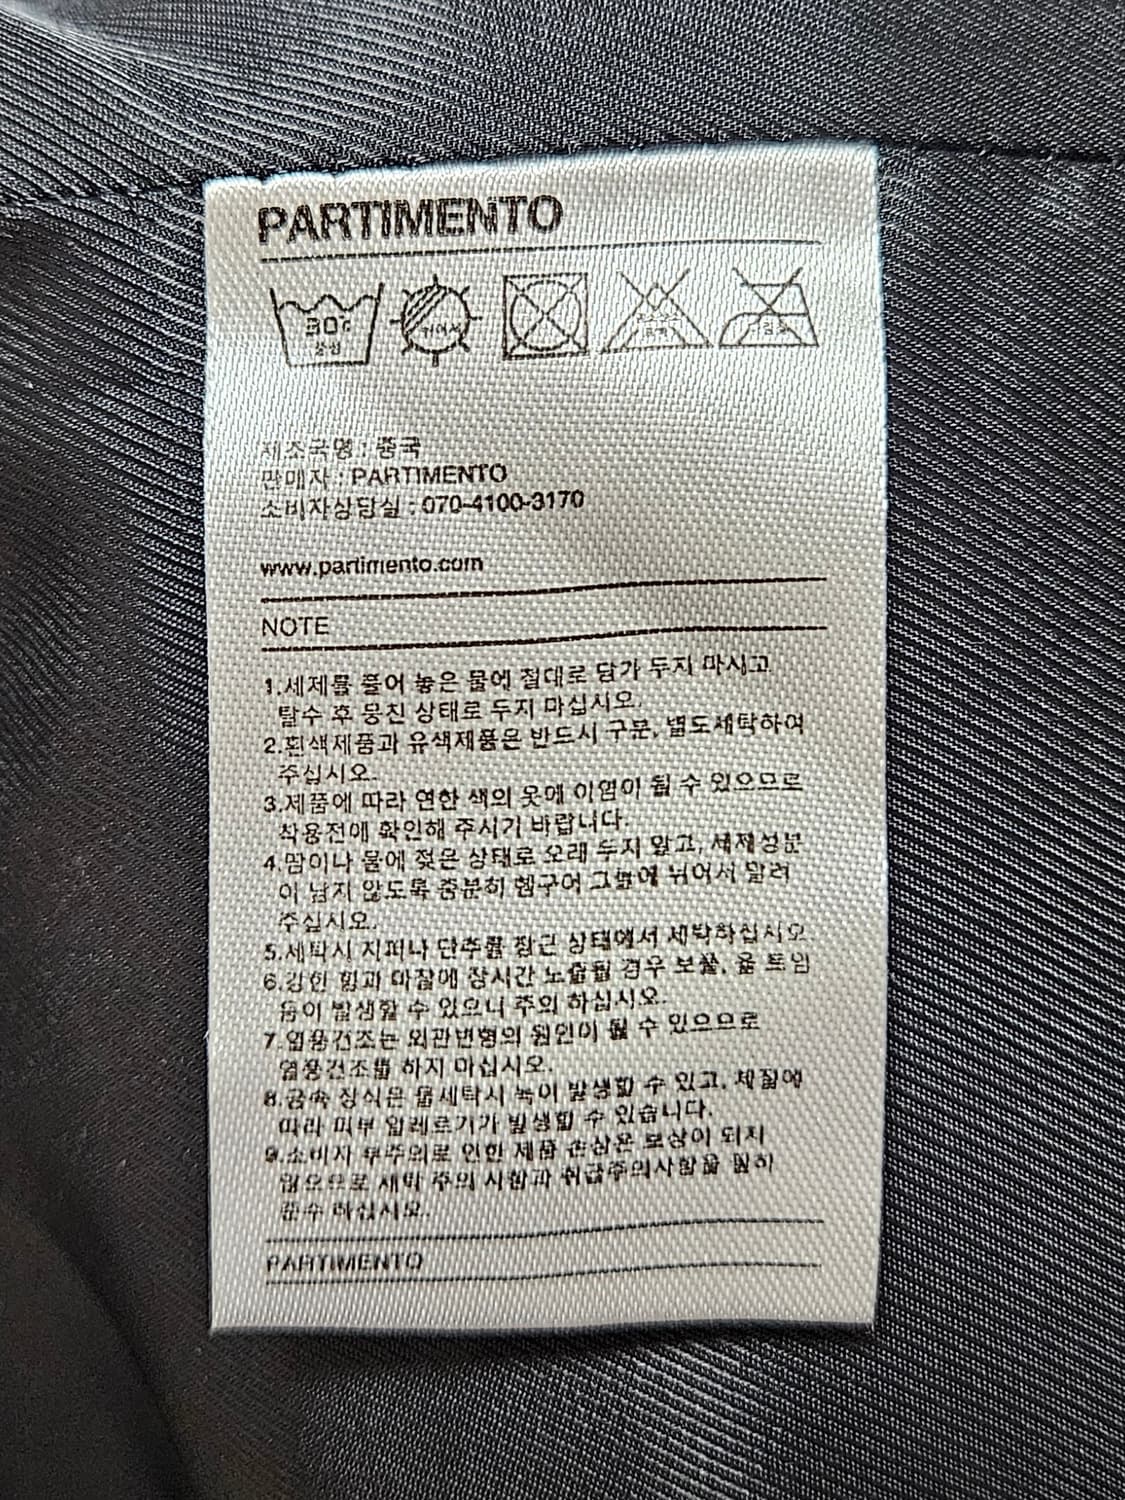 PARTIMENTO
30℃
중성
뉘어서
제조국명 : 중국
판매자 : PARTIMENTO
소비자상담실 : 070-4100-3170
www.partimento.com
NOTE
1.세제를 풀어 놓은 물에 절대로 담가 두지 마시고
탈수 후 뭉친 상태로 두지 마십시오.
2.흰색제품과 유색제품은 반드시 구분, 별도세탁하여
주십시오.
3.제품에 따라 연한 색의 옷에 이염이 될 수 있으므로
착용전에 확인해 주시기 바랍니다.
4.땀이나 물에 젖은 상태로 오래 두지 않고, 세제성분
이 남지 않도록 충분히 헹구어 그늘에 뉘어서 말려
주십시오.
5.세탁시 지퍼나 단추를 잠근 상태에서 세탁하십시오.
6.강한 힘과 마찰에 장시간 노출될 경우 보풀, 올 트임
등이 발생할 수 있으니 주의 하십시오.
7.열풍건조는 외관변형의 원인이 될 수 있으므로
열풍건조를 하지 마십시오.
8.금속 장식은 물세탁시 녹이 발생할 수 있고, 체질에
따라 피부 알레르기가 발생할 수 있습니다.
9.소비자 부주의로 인한 제품 손상은 보상이 되지
않으므로 세탁 주의 사항과 취급주의사항을 필히
준수 하십시오.
PARTIMENTO